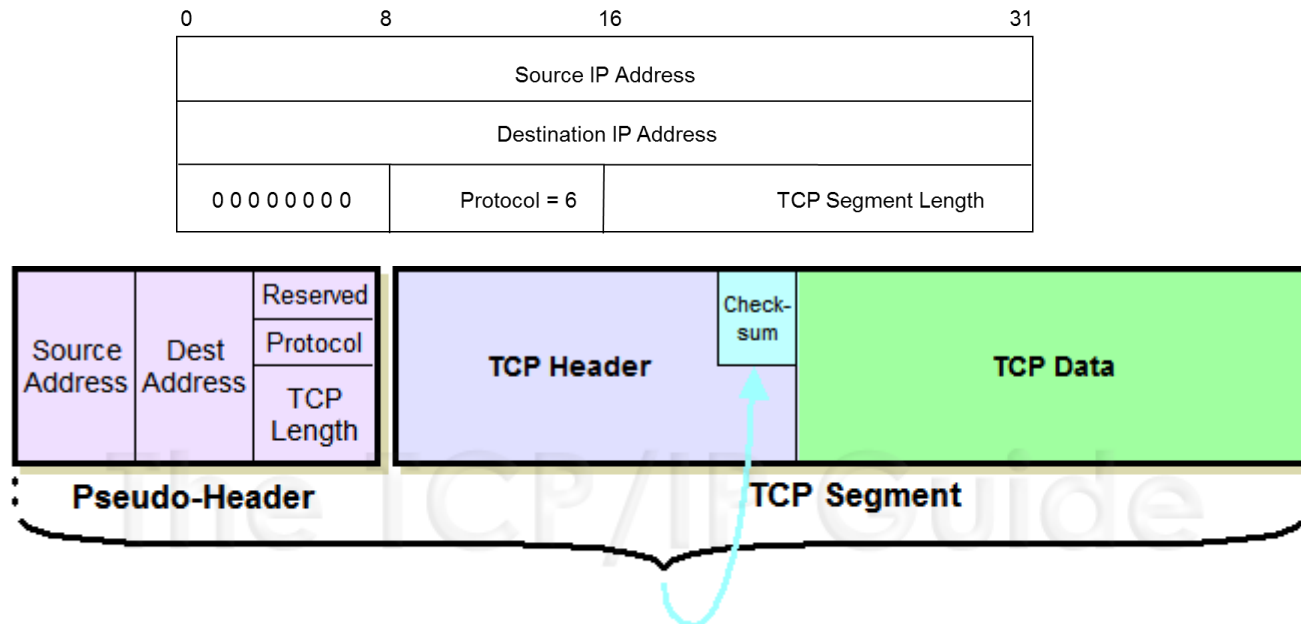 0 8 16 31
Source IP Address
Destination IP Address
0 0 0 0 0 0 0 0 Protocol = 6 TCP Segment Length
Source
Address
Dest
Address
Reserved
Protocol
TCP
Length
TCP Header
Check-
sum
TCP Data
Pseudo-Header
TCP Segment
The TCP/IP Guide